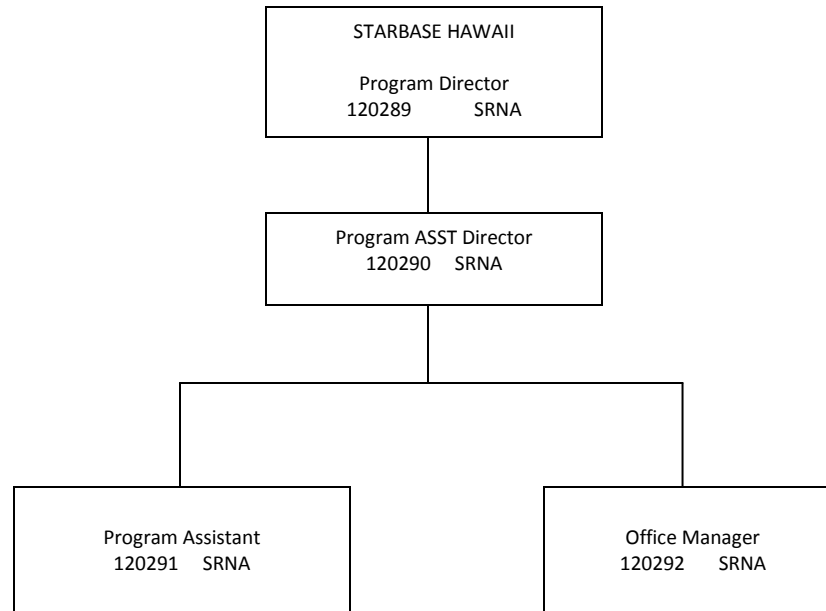 STARBASE HAWAII
Program Director
120289 SRNA
Program ASST Director
120290 SRNA
Program Assistant
120291 SRNA
Office Manager
120292 SRNA